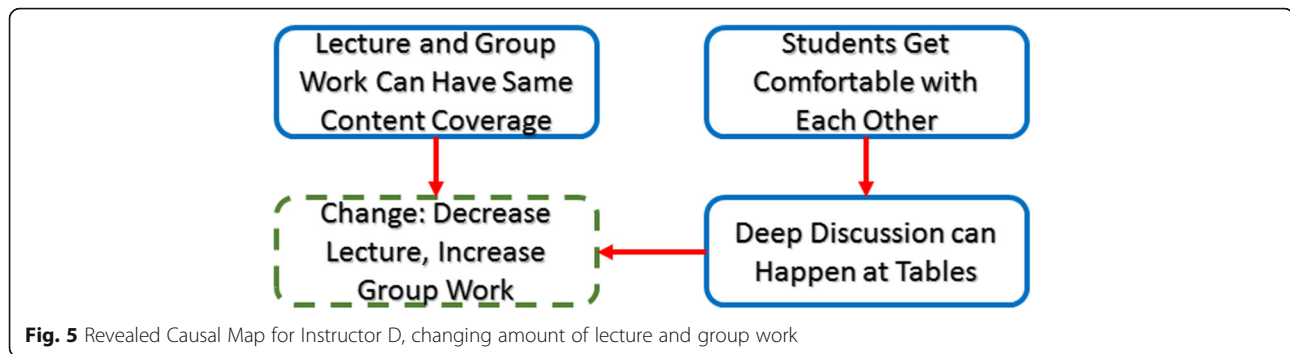 Lecture and Group
Work Can Have Same
Content Coverage
Students Get
Comfortable with
Each Other
Change: Decrease
Lecture, Increase
Group Work
Deep Discussion can
Happen at Tables
Fig. 5 Revealed Causal Map for Instructor D, changing amount of lecture and group work